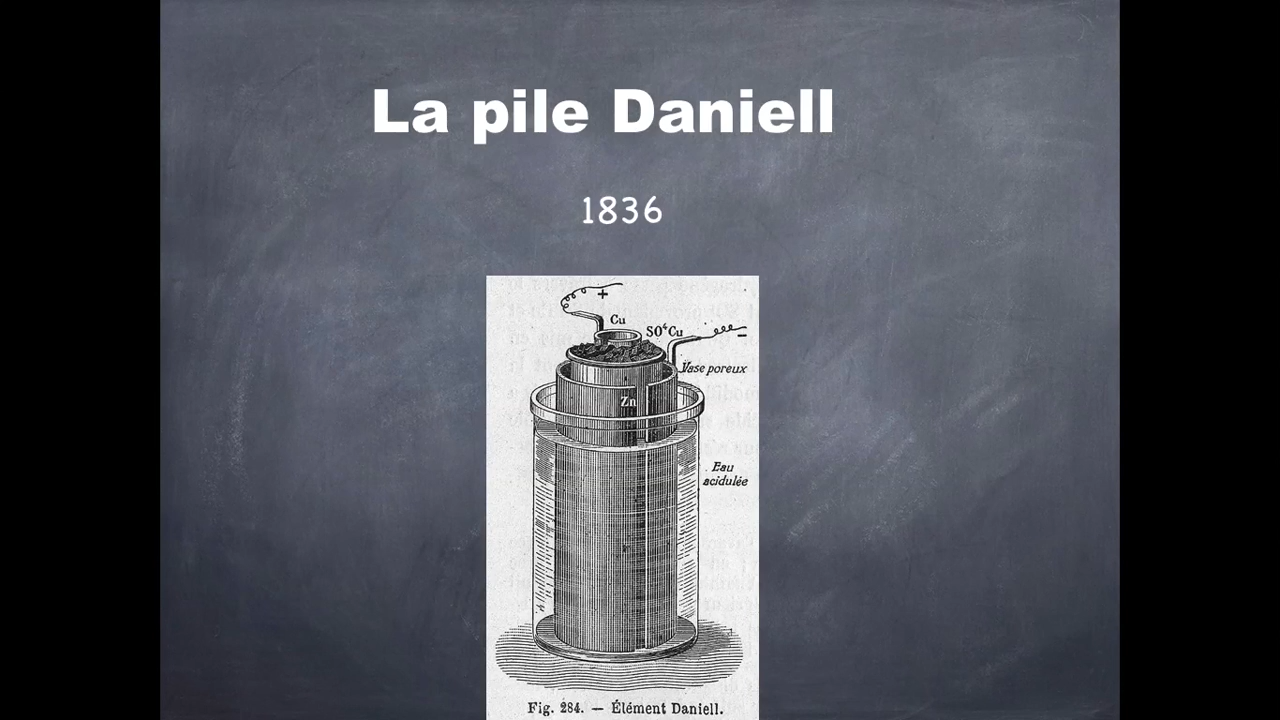 La pile Daniell
1836
+
Cu
SO⁴Cu
–
Vase poreux
Zn
Eau
acidulée
Fig. 284. — Élément Daniell.